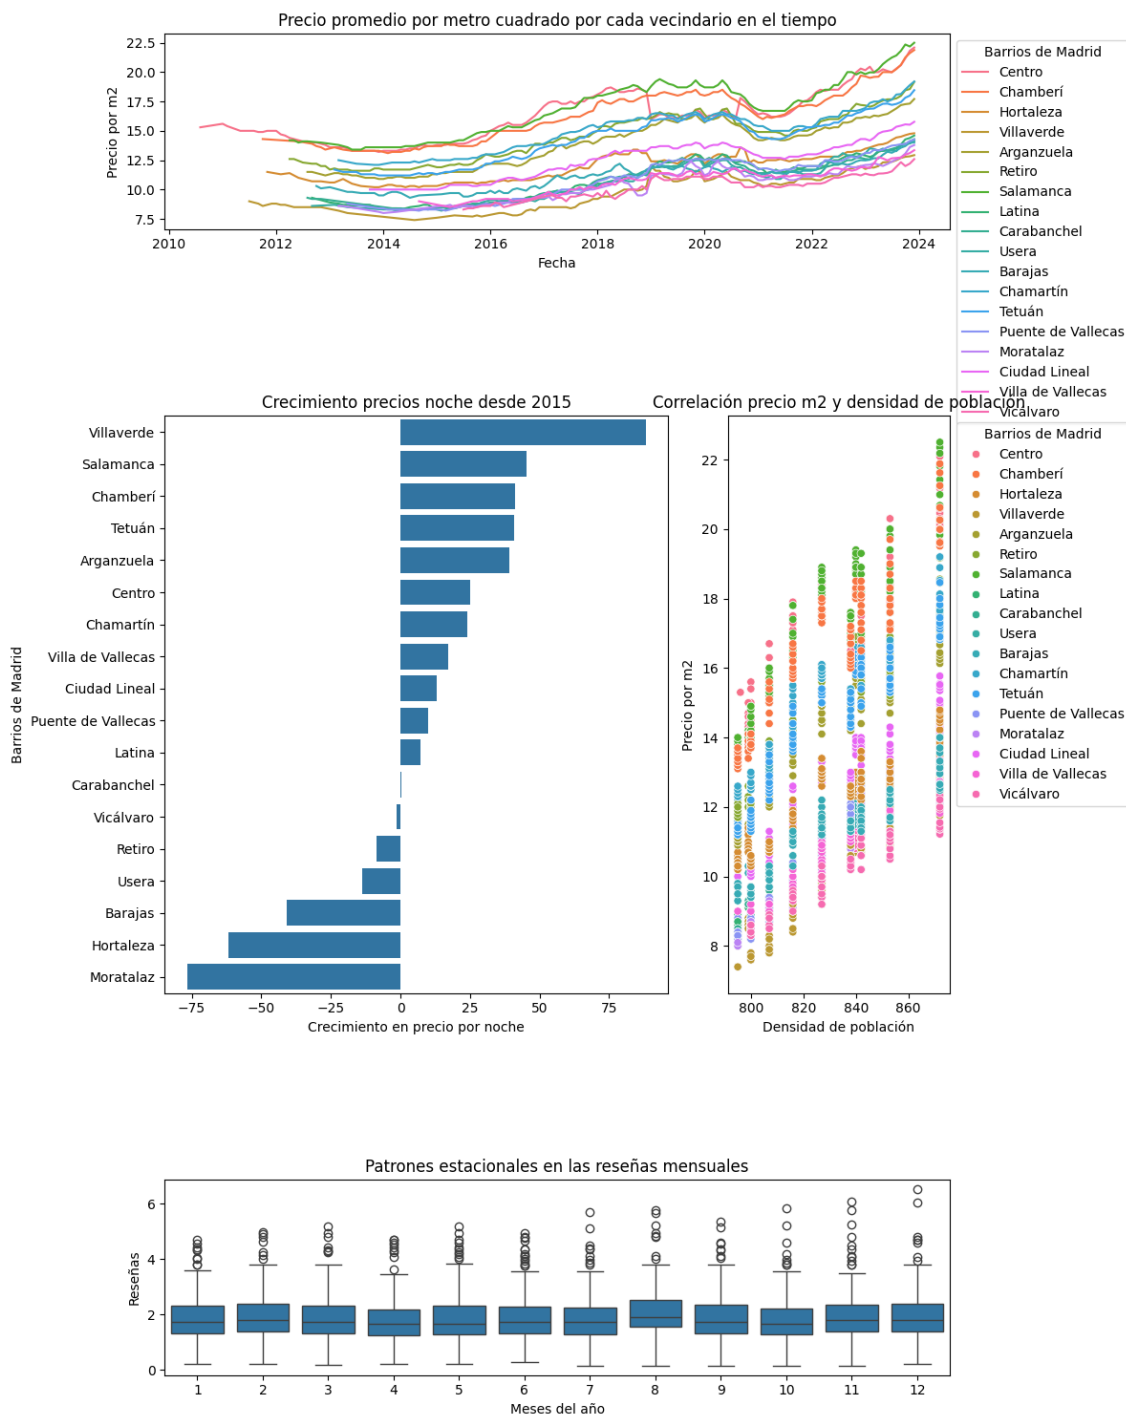 Precio promedio por metro cuadrado por cada vecindario en el tiempo
Precio por m2
22.5
20.0
17.5
15.0
12.5
10.0
7.5
2010 2012 2014 2016 2018 2020 2022 2024
Fecha
Barrios de Madrid
Centro
Chamberí
Hortaleza
Villaverde
Arganzuela
Retiro
Salamanca
Latina
Carabanchel
Usera
Barajas
Chamartín
Tetuán
Puente de Vallecas
Moratalaz
Ciudad Lineal
Villa de Vallecas
Vicálvaro
Crecimiento precios noche desde 2015
Barrios de Madrid
Villaverde
Salamanca
Chamberí
Tetuán
Arganzuela
Centro
Chamartín
Villa de Vallecas
Ciudad Lineal
Puente de Vallecas
Latina
Carabanchel
Vicálvaro
Retiro
Usera
Barajas
Hortaleza
Moratalaz
−75 −50 −25 0 25 50 75
Crecimiento en precio por noche
Correlación precio m2 y densidad de población
Precio por m2
22
20
18
16
14
12
10
8
800 820 840 860
Densidad de población
Barrios de Madrid
Centro
Chamberí
Hortaleza
Villaverde
Arganzuela
Retiro
Salamanca
Latina
Carabanchel
Usera
Barajas
Chamartín
Tetuán
Puente de Vallecas
Moratalaz
Ciudad Lineal
Villa de Vallecas
Vicálvaro
Patrones estacionales en las reseñas mensuales
Reseñas
6
4
2
0
1 2 3 4 5 6 7 8 9 10 11 12
Meses del año